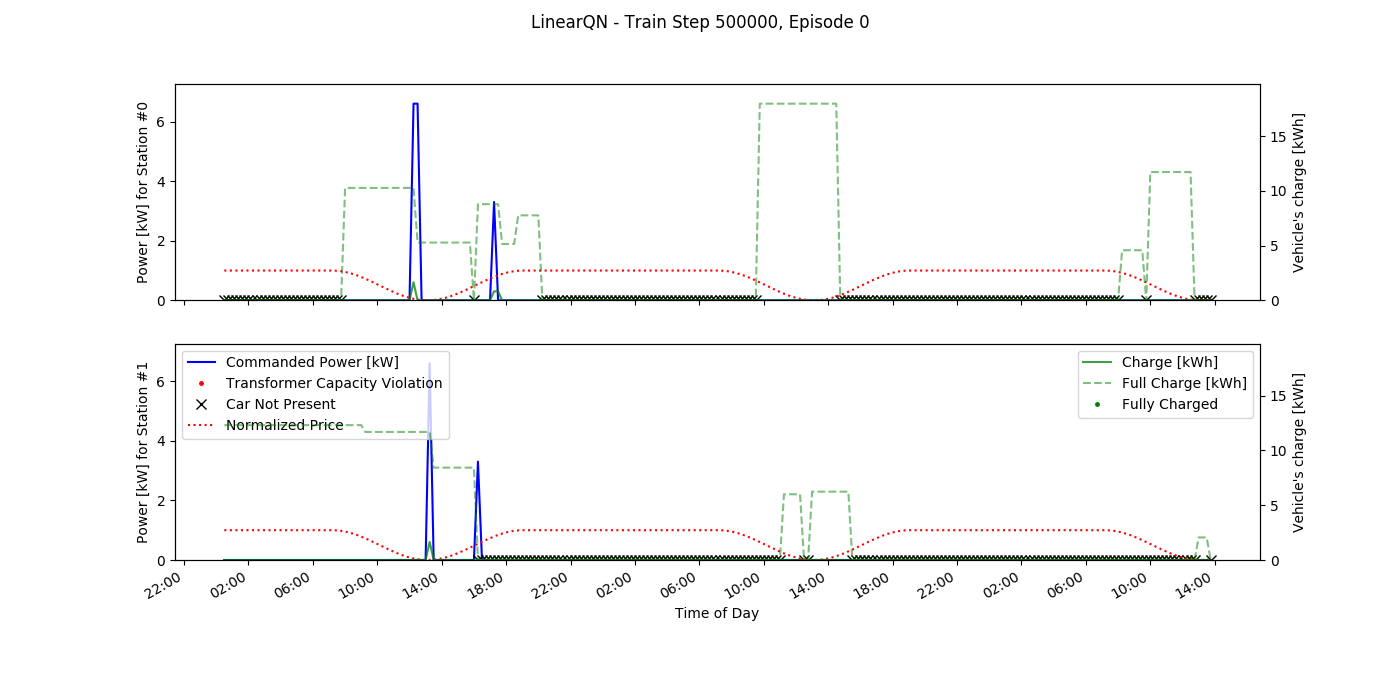 LinearQN - Train Step 500000, Episode 0
Power [kW] for Station #0
6
4
2
0
15
10
5
0
Vehicle's charge [kWh]
Power [kW] for Station #1
6
4
2
0
Commanded Power [kW]
Transformer Capacity Violation
Car Not Present
Normalized Price
Charge [kWh]
Full Charge [kWh]
Fully Charged
15
10
5
0
Vehicle's charge [kWh]
22:00 02:00 06:00 10:00 14:00 18:00 22:00 02:00 06:00 10:00 14:00 18:00 22:00 02:00 06:00 10:00 14:00
Time of Day